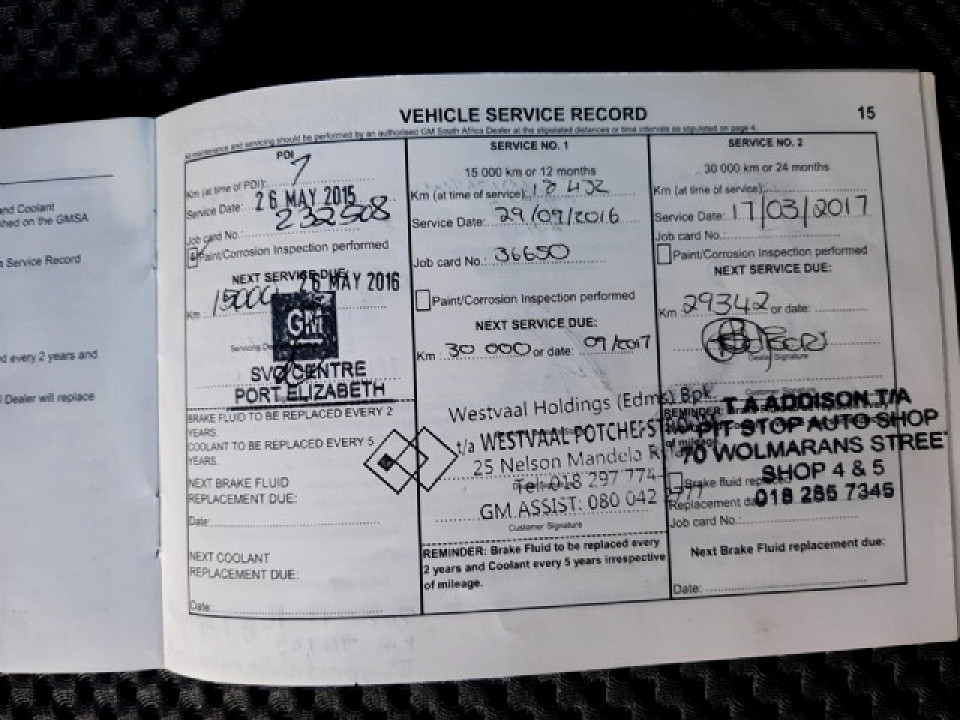 and Coolant
shed on the GMSA
Service Record
d every 2 years and
Dealer will replace
VEHICLE SERVICE RECORD
15
All maintenance and servicing should be performed by an authorised GM South Africa Dealer at the stipulated distances or time intervals as stipulated on page 4.
PDI
Km (at time of PDI): 7
Service Date: 26 MAY 2015
232508
Job card No.:
Paint/Corrosion Inspection performed
NEXT SERVICE DUE:
26 MAY 2016
Km 15000
GM
SVC CENTRE
PORT ELIZABETH
BRAKE FLUID TO BE REPLACED EVERY 2
YEARS.
COOLANT TO BE REPLACED EVERY 5
YEARS.
NEXT BRAKE FLUID
REPLACEMENT DUE:
Date:
NEXT COOLANT
REPLACEMENT DUE:
Date:
SERVICE NO. 1
15 000 km or 12 months
Km (at time of service): 18 432
Service Date: 29/09/2016
Job card No.: 36650
Paint/Corrosion Inspection performed
NEXT SERVICE DUE:
Km 30 000 or date: 09/2017
Westvaal Holdings (Edms) Bpk
t/a WESTVAAL POTCHEFSTROOM
25 Nelson Mandela
Tel: 018 297 774
GM ASSIST: 080 042
Customer Signature
REMINDER: Brake Fluid to be replaced every
2 years and Coolant every 5 years irrespective
of mileage.
SERVICE NO. 2
30 000 km or 24 months
Km (at time of service):
Service Date: 17/03/2017
Job card No.:
Paint/Corrosion Inspection performed
NEXT SERVICE DUE:
Km 29342 or date:
Dealer Signature
REMINDER:
T A ADDISON T/A
PIT STOP AUTO SHOP
of mileage
70 WOLMARANS STREET
SHOP 4 & 5
Brake fluid
Replacement
018 285 7345
Job card No.:
Next Brake Fluid replacement due:
Date: